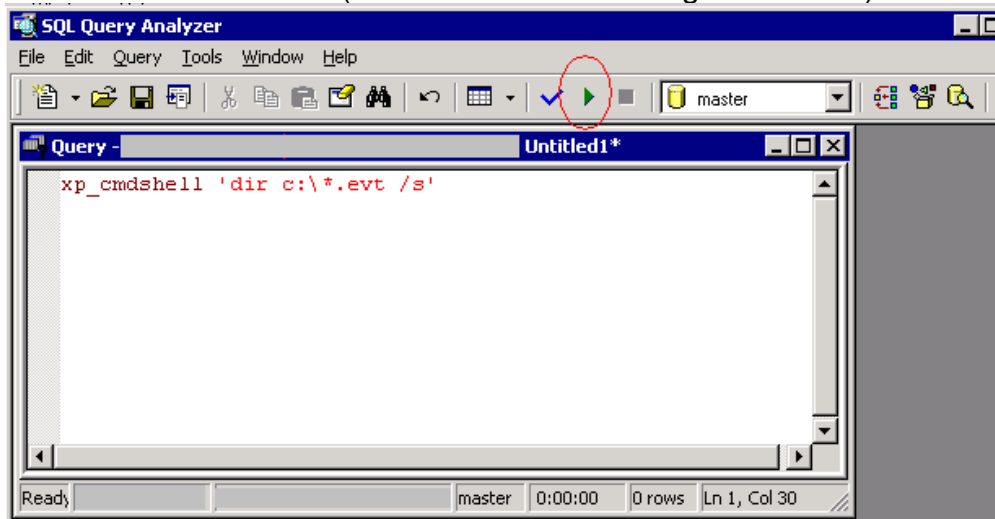 SQL Query Analyzer
File Edit Query Tools Window Help
master
Query - Untitled1*
xp_cmdshell 'dir c:\*.evt /s'
Ready master 0:00:00 0 rows Ln 1, Col 30